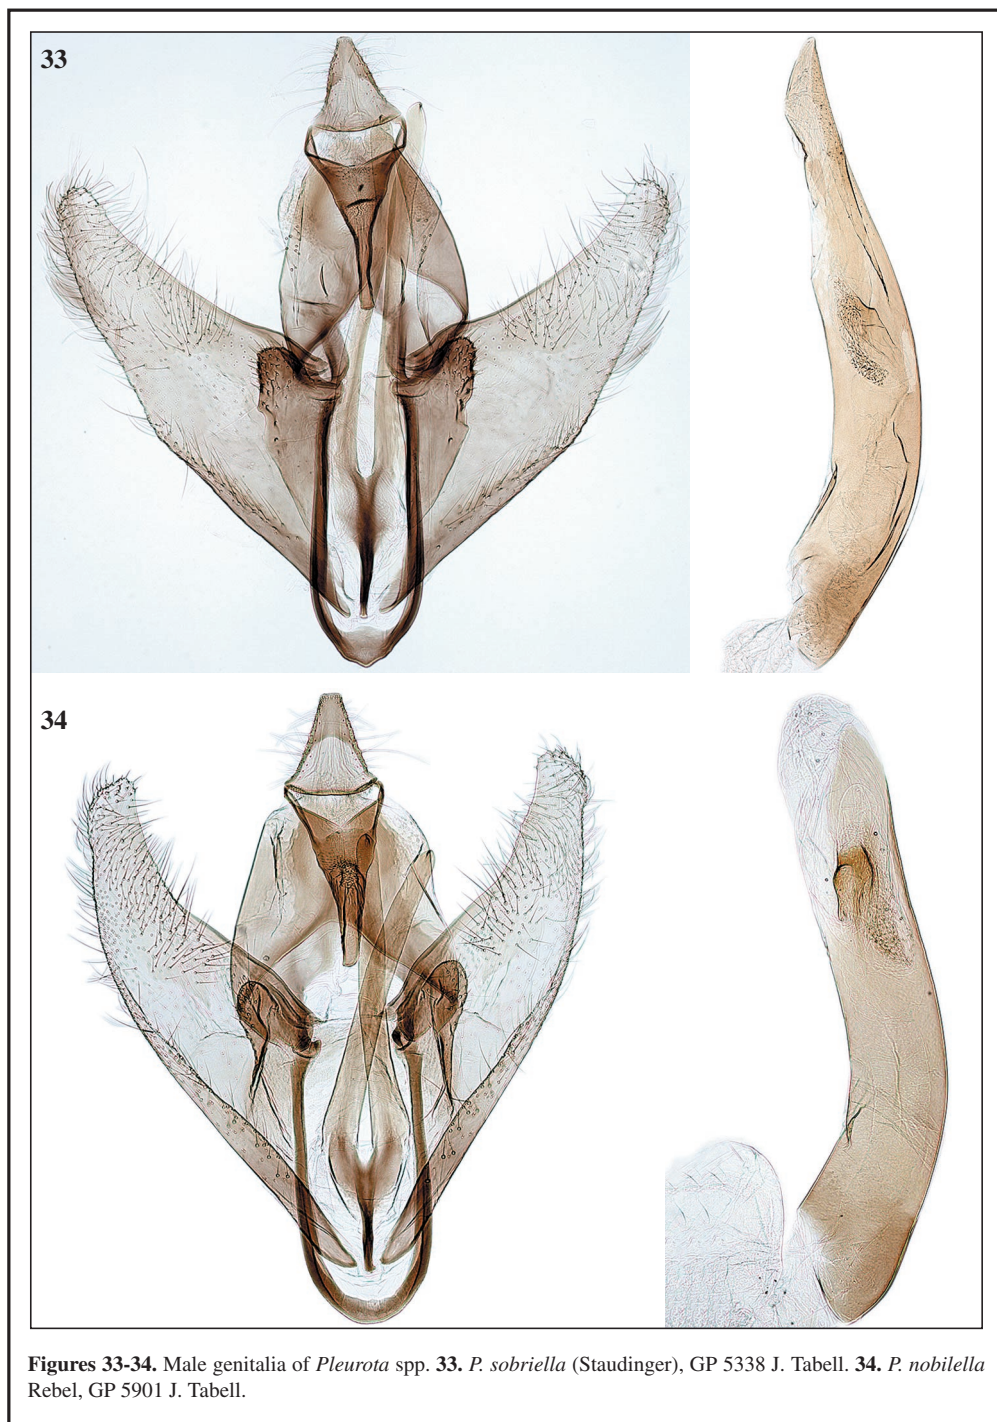 33
34
Figures 33-34. Male genitalia of Pleurota spp. 33. P. sobriella (Staudinger), GP 5338 J. Tabell. 34. P. nobilella
Rebel, GP 5901 J. Tabell.